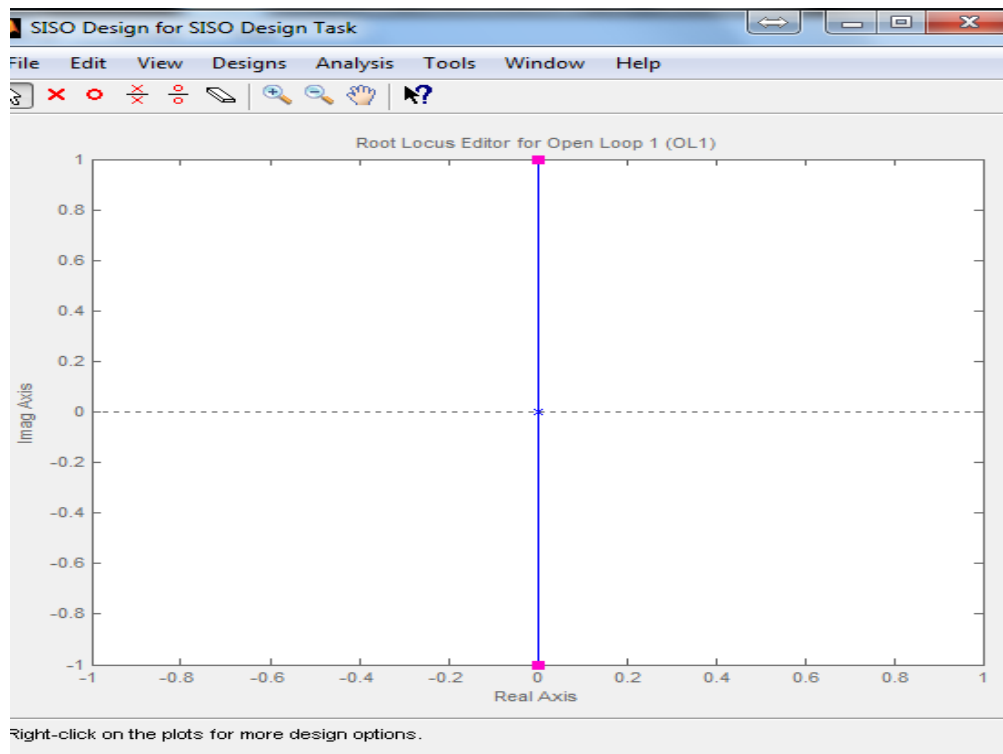 SISO Design for SISO Design Task
File Edit View Designs Analysis Tools Window Help
Root Locus Editor for Open Loop 1 (OL1)
1
0.8
0.6
0.4
0.2
0
-0.2
-0.4
-0.6
-0.8
-1
Imag Axis
-1 -0.8 -0.6 -0.4 -0.2 0 0.2 0.4 0.6 0.8 1
Real Axis
Right-click on the plots for more design options.